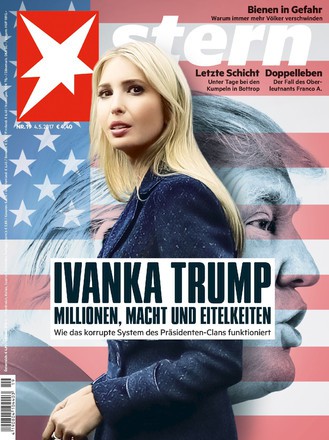 Bienen in Gefahr
Warum immer mehr Völker verschwinden
stern
Letzte Schicht
Unter Tage bei den
Kumpeln in Bottrop
Doppelleben
Der Fall des Ober-
leutnants Franco A.
NR. 19 4.5.2017 € 4,40
IVANKA TRUMP
MILLIONEN, MACHT UND EITELKEITEN
Wie das korrupte System des Präsidenten-Clans funktioniert